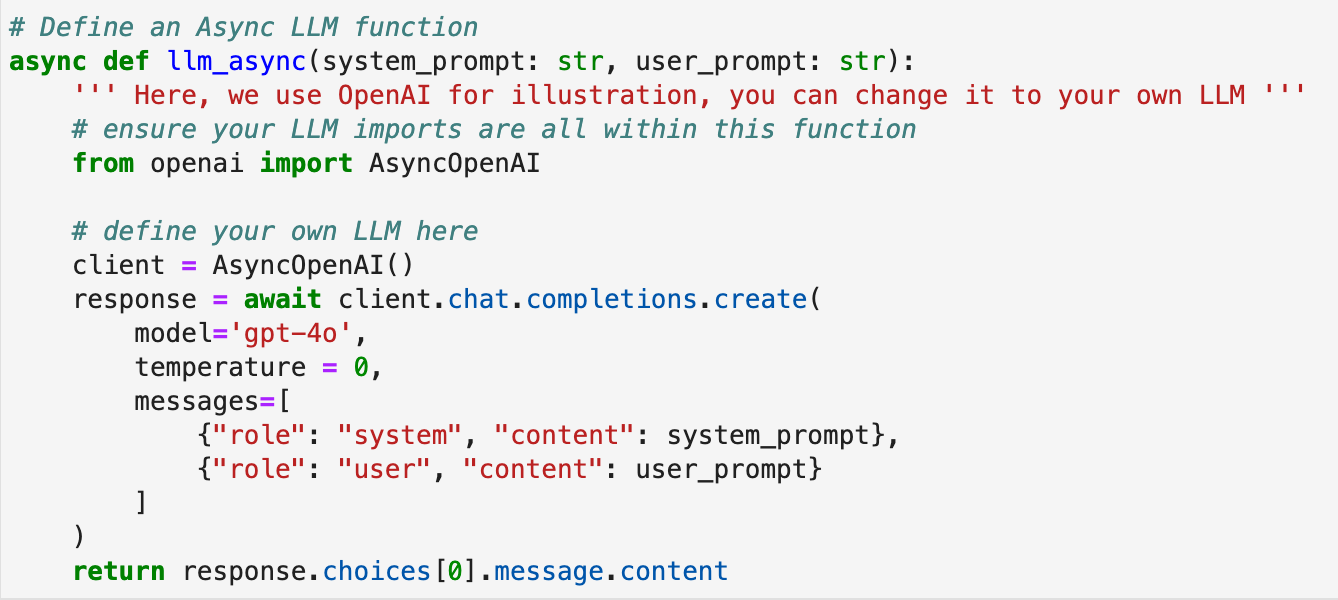 # Define an Async LLM function
async def llm_async(system_prompt: str, user_prompt: str):
    ''' Here, we use OpenAI for illustration, you can change it to your own LLM '''
    # ensure your LLM imports are all within this function
    from openai import AsyncOpenAI

    # define your own LLM here
    client = AsyncOpenAI()
    response = await client.chat.completions.create(
        model='gpt-4o',
        temperature = 0,
        messages=[
            {"role": "system", "content": system_prompt},
            {"role": "user", "content": user_prompt}
        ]
    )
    return response.choices[0].message.content